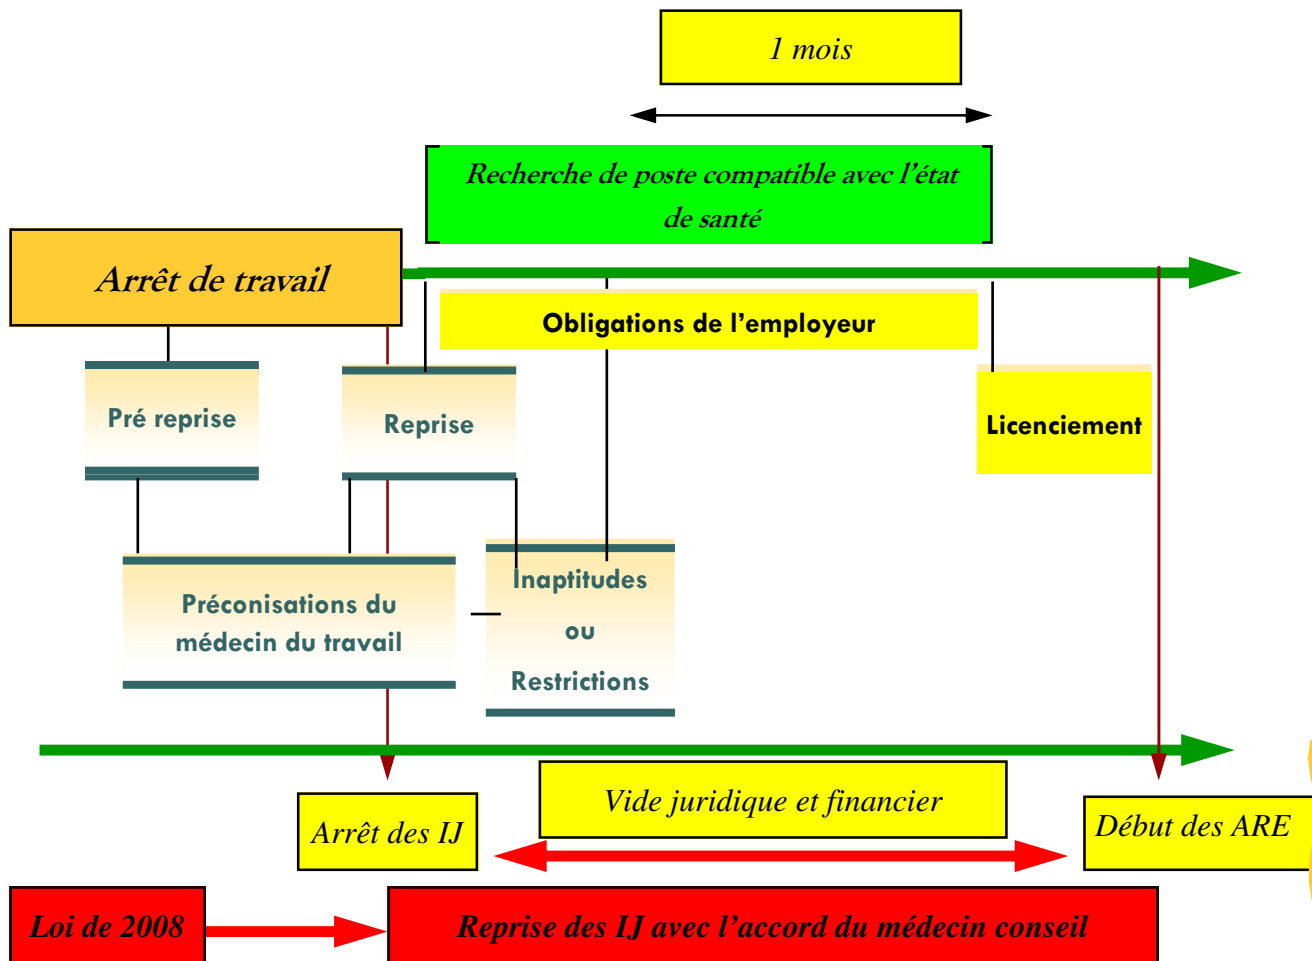 1 mois
Recherche de poste compatible avec l'état
de santé
Arrêt de travail
Obligations de l'employeur
Pré reprise
Reprise
Licenciement
Préconisations du
médecin du travail
Inaptitudes
ou
Restrictions
Arrêt des IJ
Vide juridique et financier
Début des ARE
Loi de 2008
Reprise des IJ avec l'accord du médecin conseil